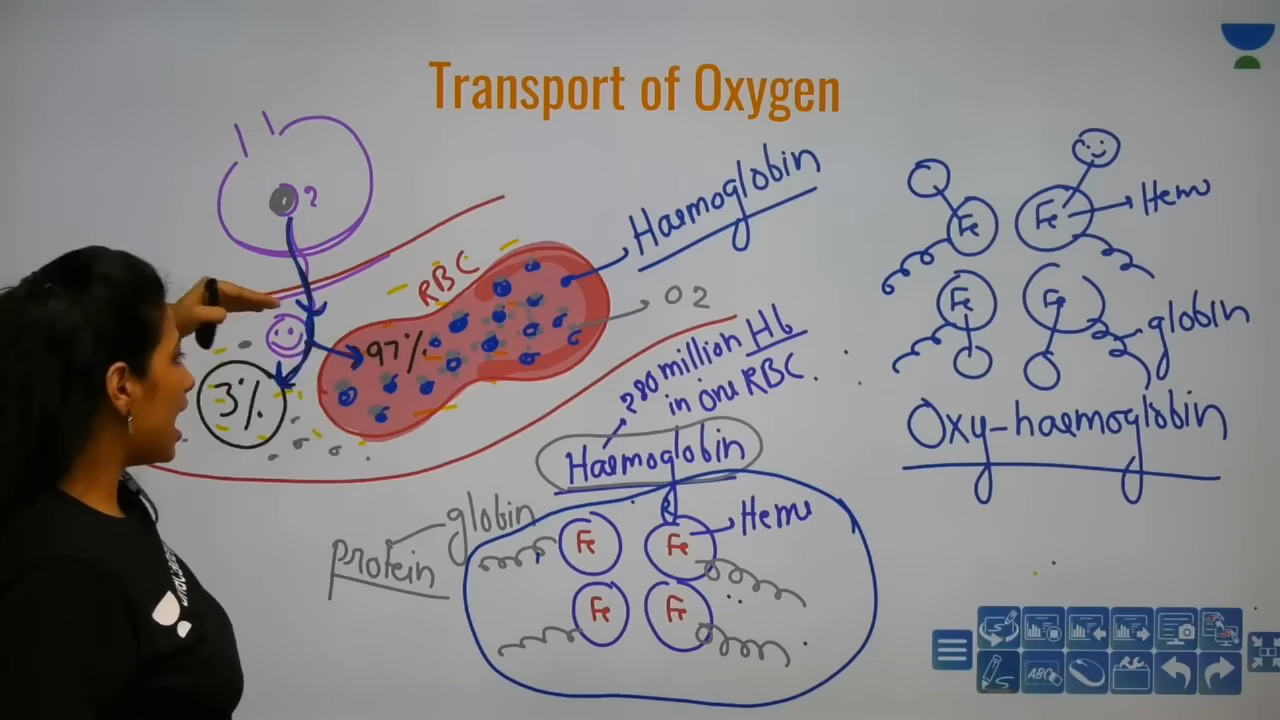 Transport of Oxygen
RBC
97%
3%
Haemoglobin
O2
280 million Hb
in one RBC.
Haemoglobin
globin
Protein
Heme
Fe
Fe
Fe
Fe
Fe
Fe
Heme
Fe
Fe
globin
Oxy-haemoglobin
ABC